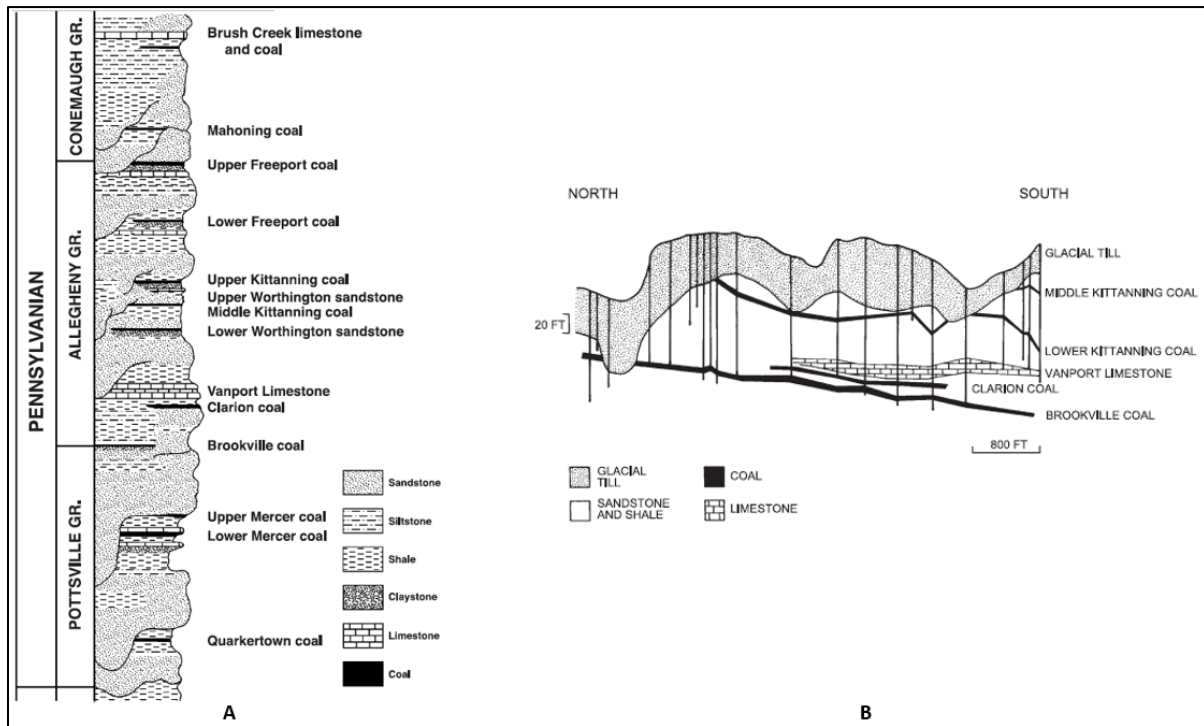 PENNSYLVANIAN
CONEMAUGH GR.
ALLEGHENY GR.
POTTSVILLE GR.
Brush Creek limestone
and coal
Mahoning coal
Upper Freeport coal
Lower Freeport coal
Upper Kittanning coal
Upper Worthington sandstone
Middle Kittanning coal
Lower Worthington sandstone
Vanport Limestone
Clarion coal
Brookville coal
Upper Mercer coal
Lower Mercer coal
Quarkertown coal
Sandstone
Siltstone
Shale
Claystone
Limestone
Coal
A
NORTH
SOUTH
GLACIAL TILL
MIDDLE KITTANNING COAL
20 FT
LOWER KITTANNING COAL
VANPORT LIMESTONE
CLARION COAL
BROOKVILLE COAL
800 FT
GLACIAL
TILL
COAL
SANDSTONE
AND SHALE
LIMESTONE
B